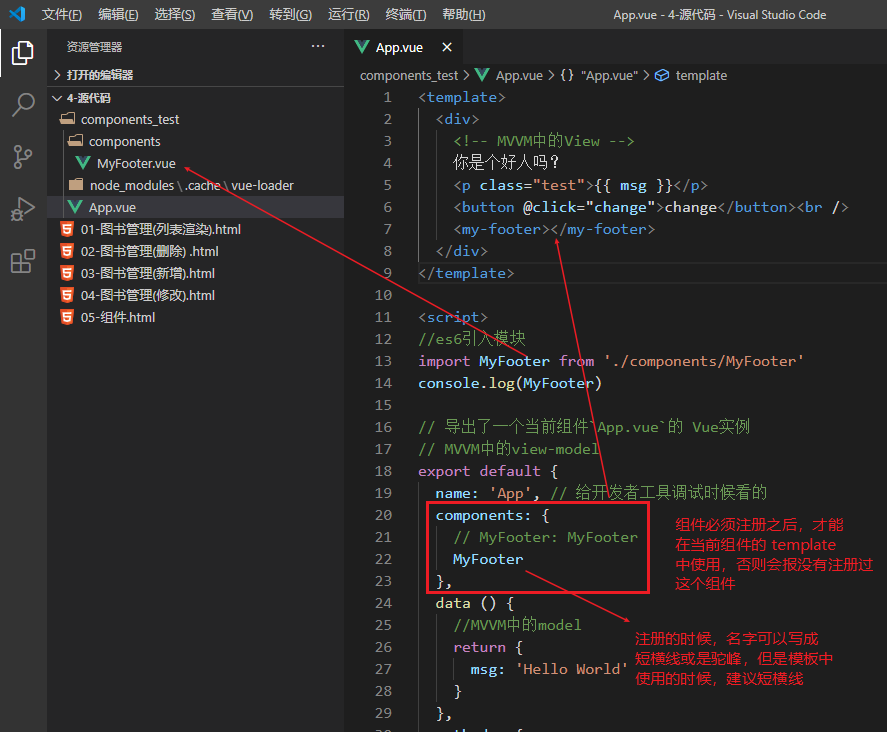 文件(F) 编辑(E) 选择(S) 查看(V) 转到(G) 运行(R) 终端(T) 帮助(H) App.vue - 4-源代码 - Visual Studio Code
资源管理器 ···
打开的编辑器
4-源代码
components_test
components
MyFooter.vue
node_modules \ .cache \ vue-loader
App.vue
01-图书管理(列表渲染).html
02-图书管理(删除) .html
03-图书管理(新增).html
04-图书管理(修改).html
05-组件.html
App.vue ×
components_test > App.vue > {} "App.vue" > template
1 <template>
2 <div>
3 <!-- MVVM中的View -->
4 你是个好人吗?
5 <p class="test">{{ msg }}</p>
6 <button @click="change">change</button><br />
7 <my-footer></my-footer>
8 </div>
9 </template>
10
11 <script>
12 //es6引入模块
13 import MyFooter from './components/MyFooter'
14 console.log(MyFooter)
15
16 // 导出了一个当前组件`App.vue`的 Vue实例
17 // MVVM中的view-model
18 export default {
19 name: 'App', // 给开发者工具调试时候看的
20 components: {
21 // MyFooter: MyFooter
22 MyFooter
23 },
24 data () {
25 //MVVM中的model
26 return {
27 msg: 'Hello World'
28 }
29 },
组件必须注册之后，才能
在当前组件的 template
中使用，否则会报没有注册过
这个组件
注册的时候，名字可以写成
短横线或是驼峰，但是模板中
使用的时候，建议短横线